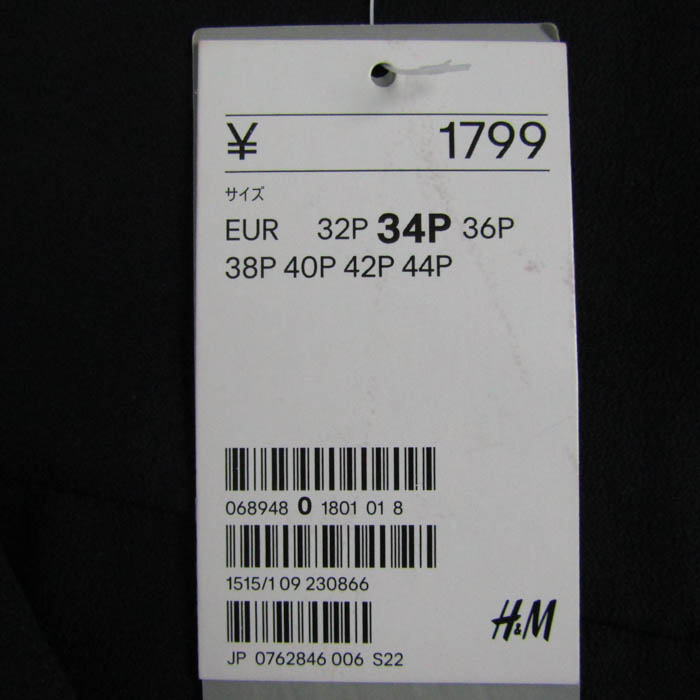 ¥ 1799
サイズ
EUR 32P 34P 36P
38P 40P 42P 44P
068948 0 1801 01 8
1515/1 09 230866
H&M
JP 0762846 006 S22